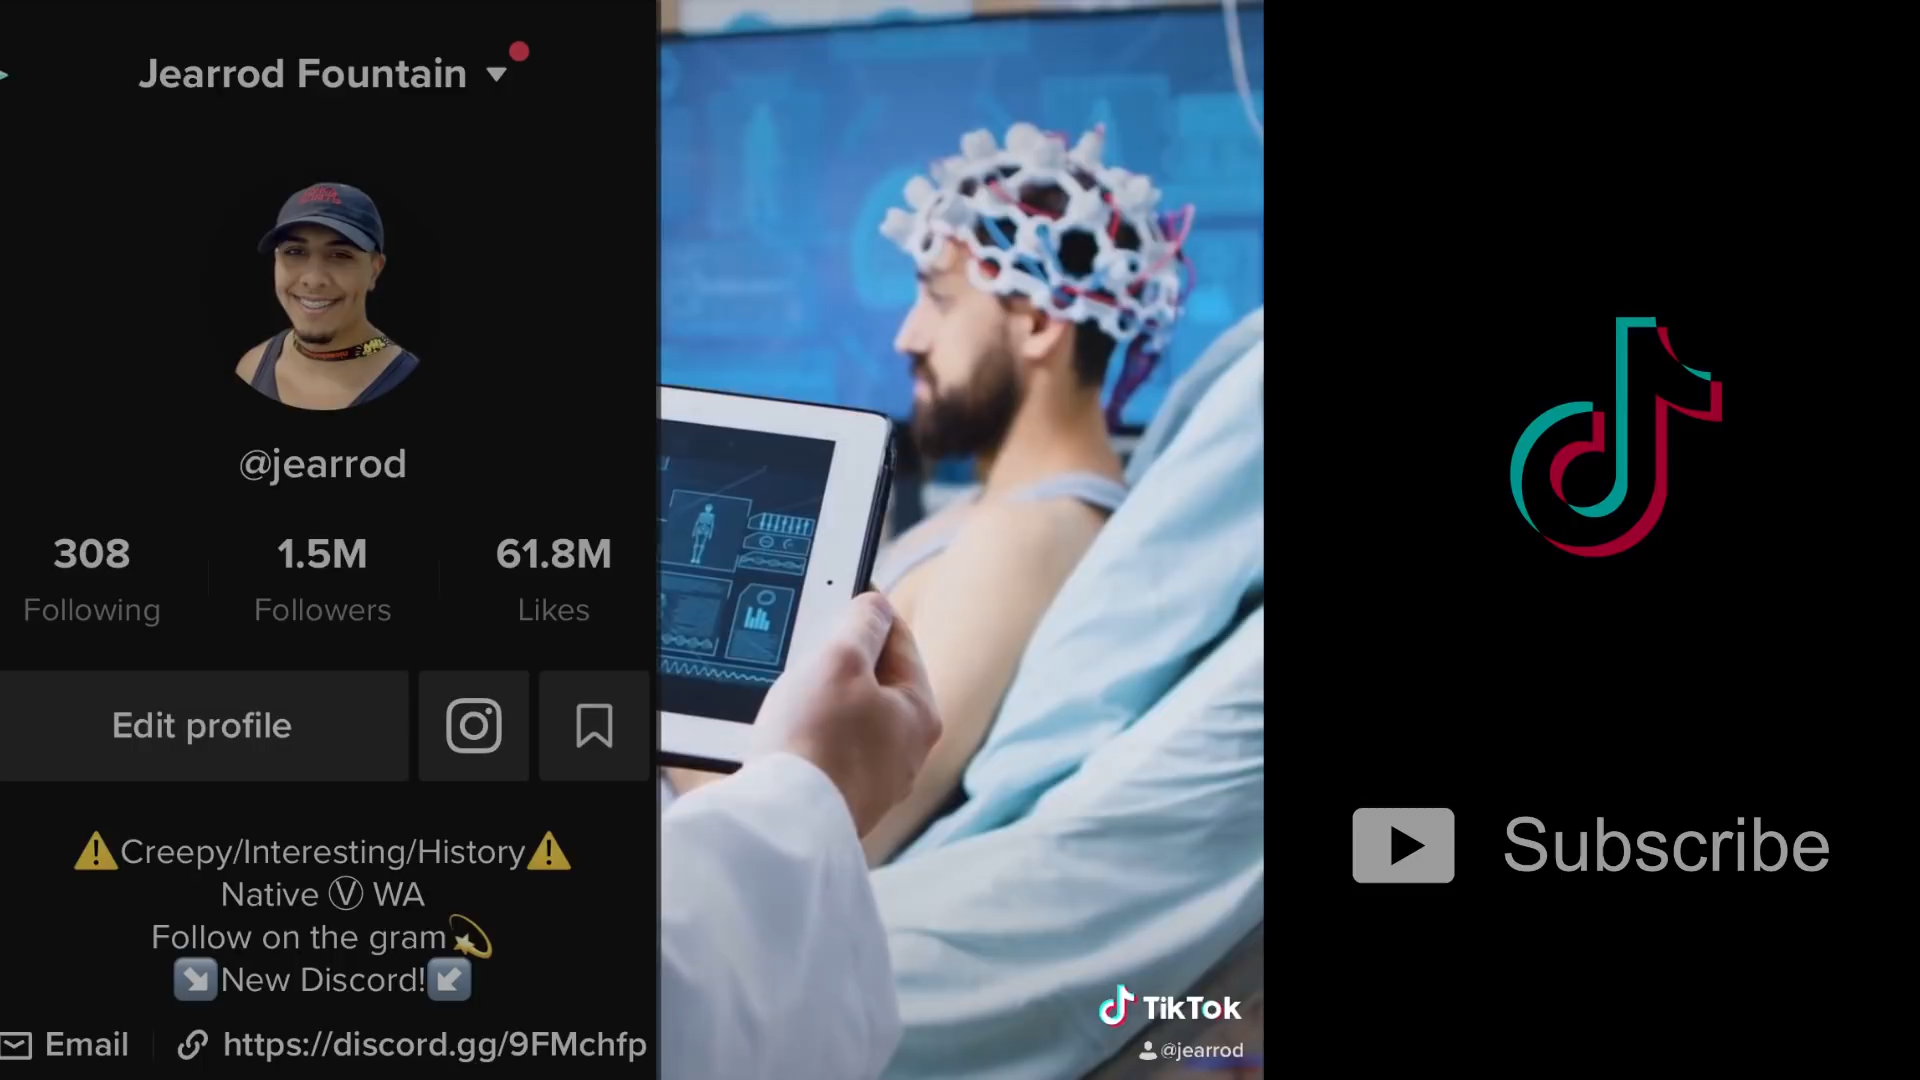 Jearrod Fountain
@jearrod
308
Following
1.5M
Followers
61.8M
Likes
Edit profile
⚠️Creepy/Interesting/History⚠️
Native Ⓥ WA
Follow on the gram💫
↘️New Discord!↙️
Email
https://discord.gg/9FMchfp
TikTok
@jearrod
Subscribe